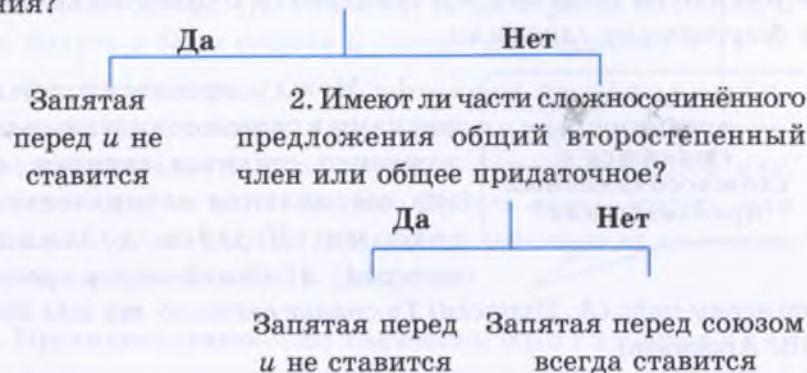 ния?
Да Нет
Запятая
перед и не
ставится
2. Имеют ли части сложносочинённого
предложения общий второстепенный
член или общее придаточное?
Да Нет
Запятая перед
и не ставится
Запятая перед союзом
всегда ставится